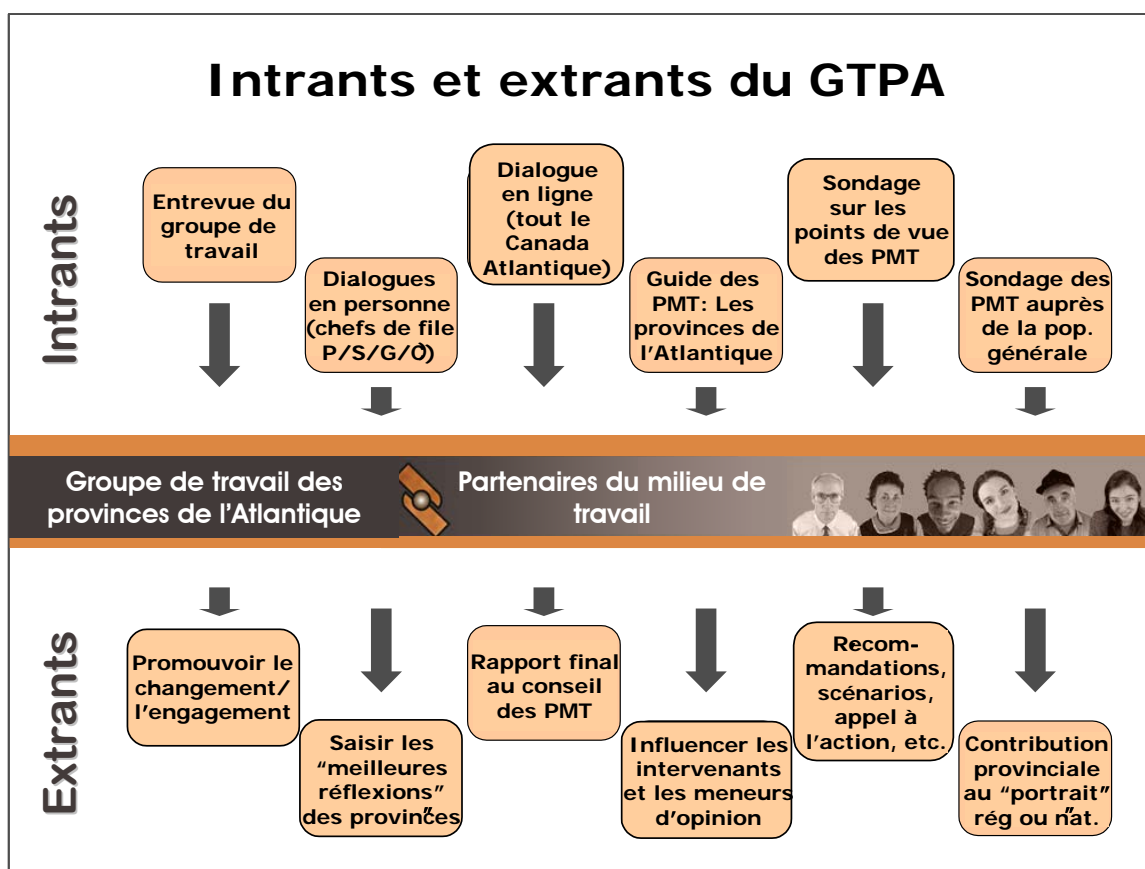 Intrants et extrants du GTPA
Intrants
Entrevue du
groupe de
travail
Dialogues
en personne
(chefs de file
P/S/G/O)
Dialogue
en ligne
(tout le
Canada
Atlantique)
Guide des
PMT: Les
provinces de
l'Atlantique
Sondage
sur les
points de vue
des PMT
Sondage des
PMT auprès
de la pop.
générale
Groupe de travail des
provinces de l'Atlantique
Partenaires du milieu de
travail
Extrants
Promouvoir le
changement/
l'engagement
Saisir les
“meilleures
réflexions”
des provinces
Rapport final
au conseil
des PMT
Influencer les
intervenants
et les meneurs
d'opinion
Recom-
mandations,
scénarios,
appel à
l'action, etc.
Contribution
provinciale
au “portrait”
rég ou nat.